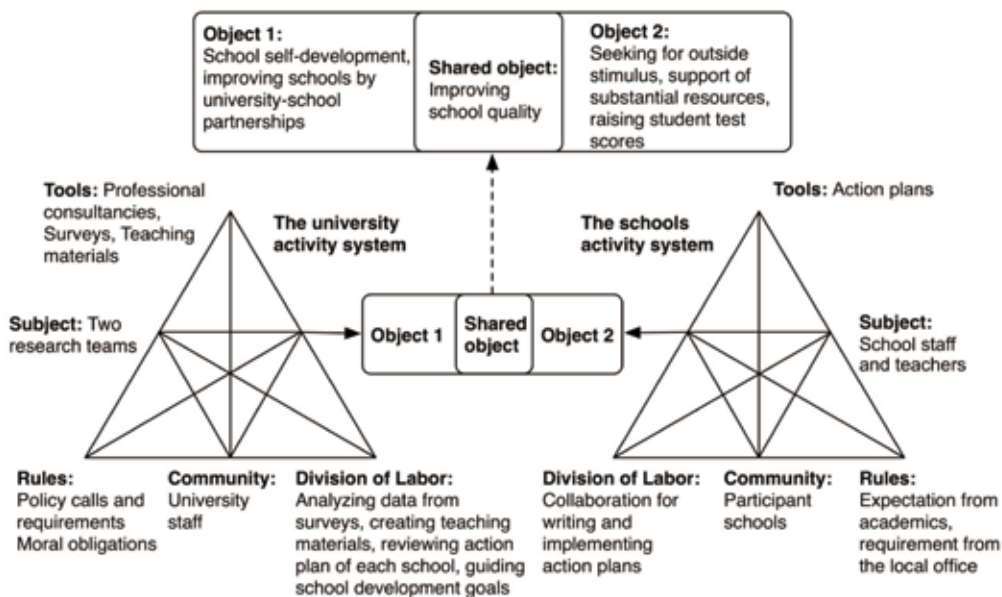 Object 1:
School self-development,
improving schools by
university-school
partnerships
Shared object:
Improving
school quality
Object 2:
Seeking for outside
stimulus, support of
substantial resources,
raising student test
scores
Tools: Professional
consultancies,
Surveys, Teaching
materials
The university
activity system
The schools
activity system
Tools: Action plans
Subject: Two
research teams
Object 1
Shared
object
Object 2
Subject:
School staff
and teachers
Rules:
Policy calls and
requirements
Moral obligations
Community:
University
staff
Division of Labor:
Analyzing data from
surveys, creating teaching
materials, reviewing action
plan of each school, guiding
school development goals
Division of Labor:
Collaboration for
writing and
implementing
action plans
Community:
Participant
schools
Rules:
Expectation from
academics,
requirement from
the local office